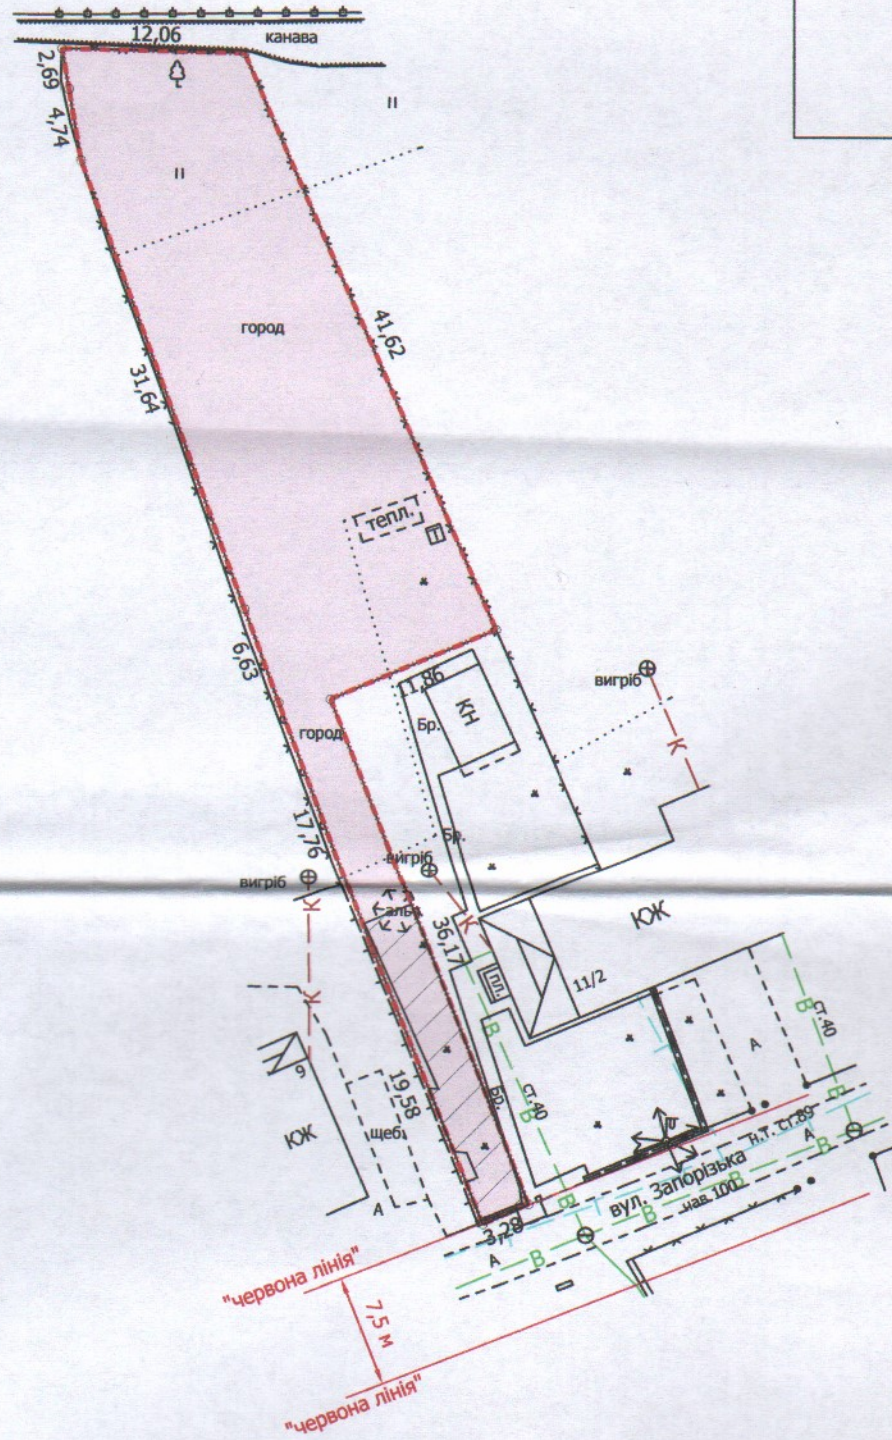 12,06
канава
2,69
4,74
II
II
город
41,62
31,64
тепл.
6,63
11,86
вигріб
КН
Бр.
К
город
17,76
Бр.
вигріб
вигріб
К
альт.
36,17
К
КЖ
К
пл.
11/2
В
В
ст.40
А
9
19,58
Бр.
ст.40
В
КЖ
щеб.
н.т. ст.89
А
В
вул. Запорізька
нав.100
В
А
3,28
А
В
"червона лінія"
7,5 м
"червона лінія"